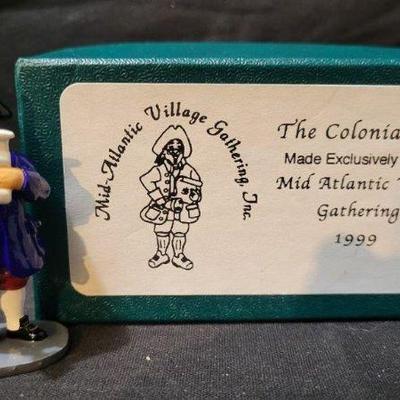 Mid-Atlantic Village Gathering, Inc.
The Colonia
Made Exclusively
Mid Atlantic
Gathering
1999